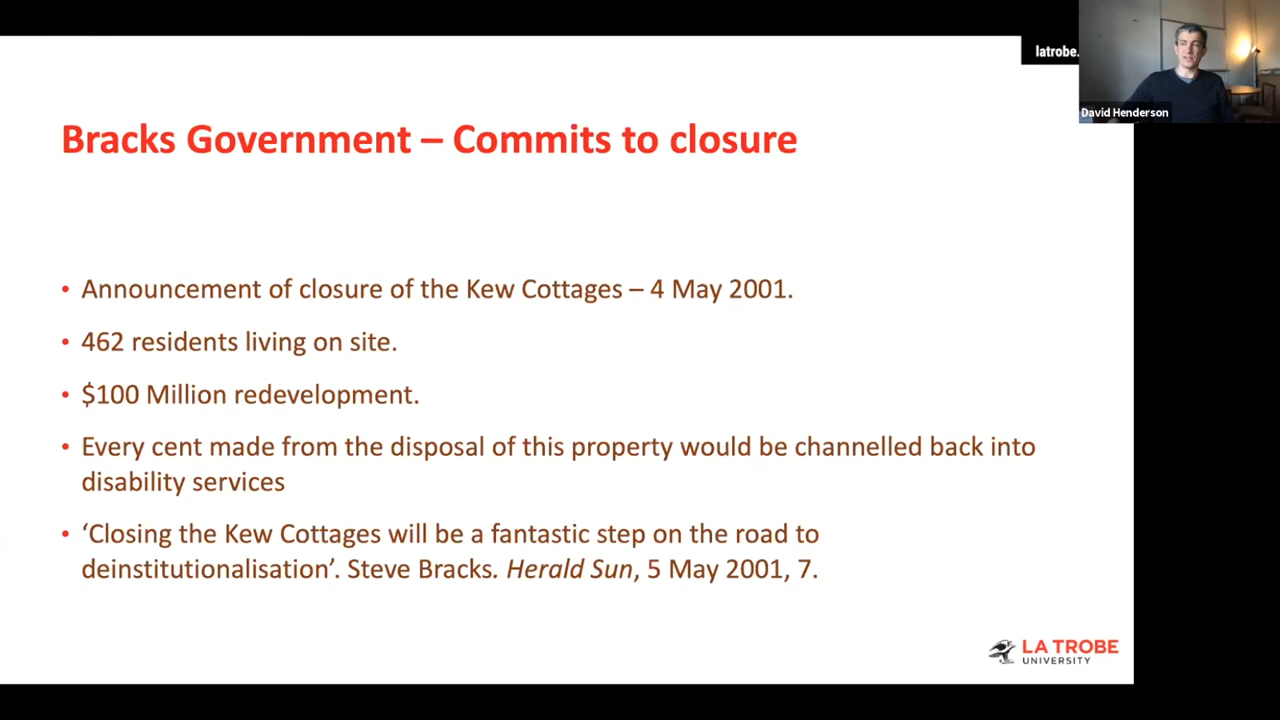 latrobe.
David Henderson
Bracks Government – Commits to closure
• Announcement of closure of the Kew Cottages – 4 May 2001.
• 462 residents living on site.
• $100 Million redevelopment.
• Every cent made from the disposal of this property would be channelled back into
disability services
• ‘Closing the Kew Cottages will be a fantastic step on the road to
deinstitutionalisation’. Steve Bracks. Herald Sun, 5 May 2001, 7.
LA TROBE
UNIVERSITY